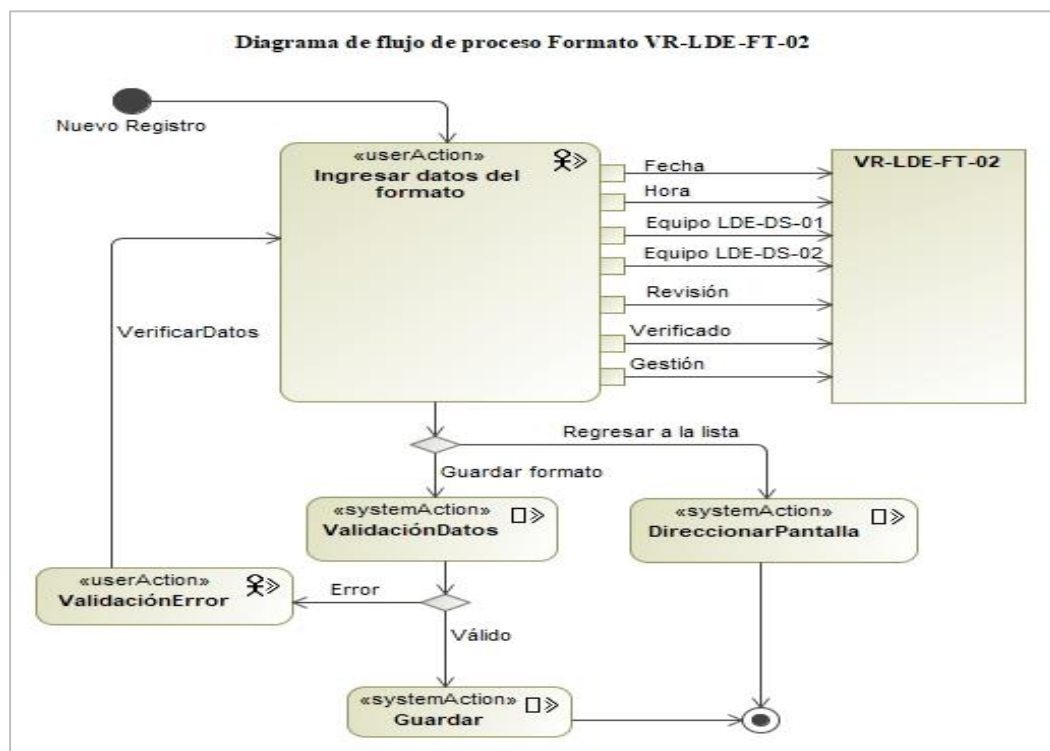 Diagrama de flujo de proceso Formato VR-LDE-FT-02
Nuevo Registro
«userAction»
Ingresar datos del
formato
Fecha
Hora
Equipo LDE-DS-01
Equipo LDE-DS-02
Revisión
Verificado
Gestión
VR-LDE-FT-02
VerificarDatos
Regresar a la lista
Guardar formato
«systemAction»
ValidaciónDatos
«systemAction»
DireccionarPantalla
«userAction»
ValidaciónError
Error
Válido
«systemAction»
Guardar